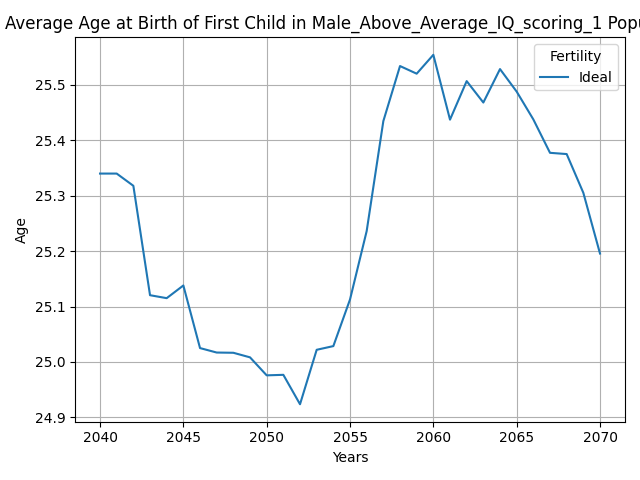 Average Age at Birth of First Child in Male_Above_Average_IQ_scoring_1 Popu
Fertility
Ideal
25.5
25.4
25.3
25.2
25.1
25.0
24.9
Age
2040 2045 2050 2055 2060 2065 2070
Years